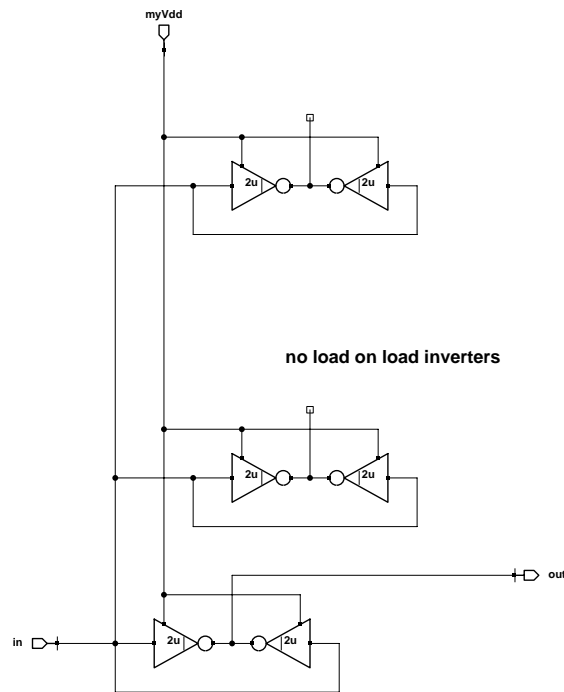 myVdd
2u 2u
no load on load inverters
2u 2u
out
in 2u 2u